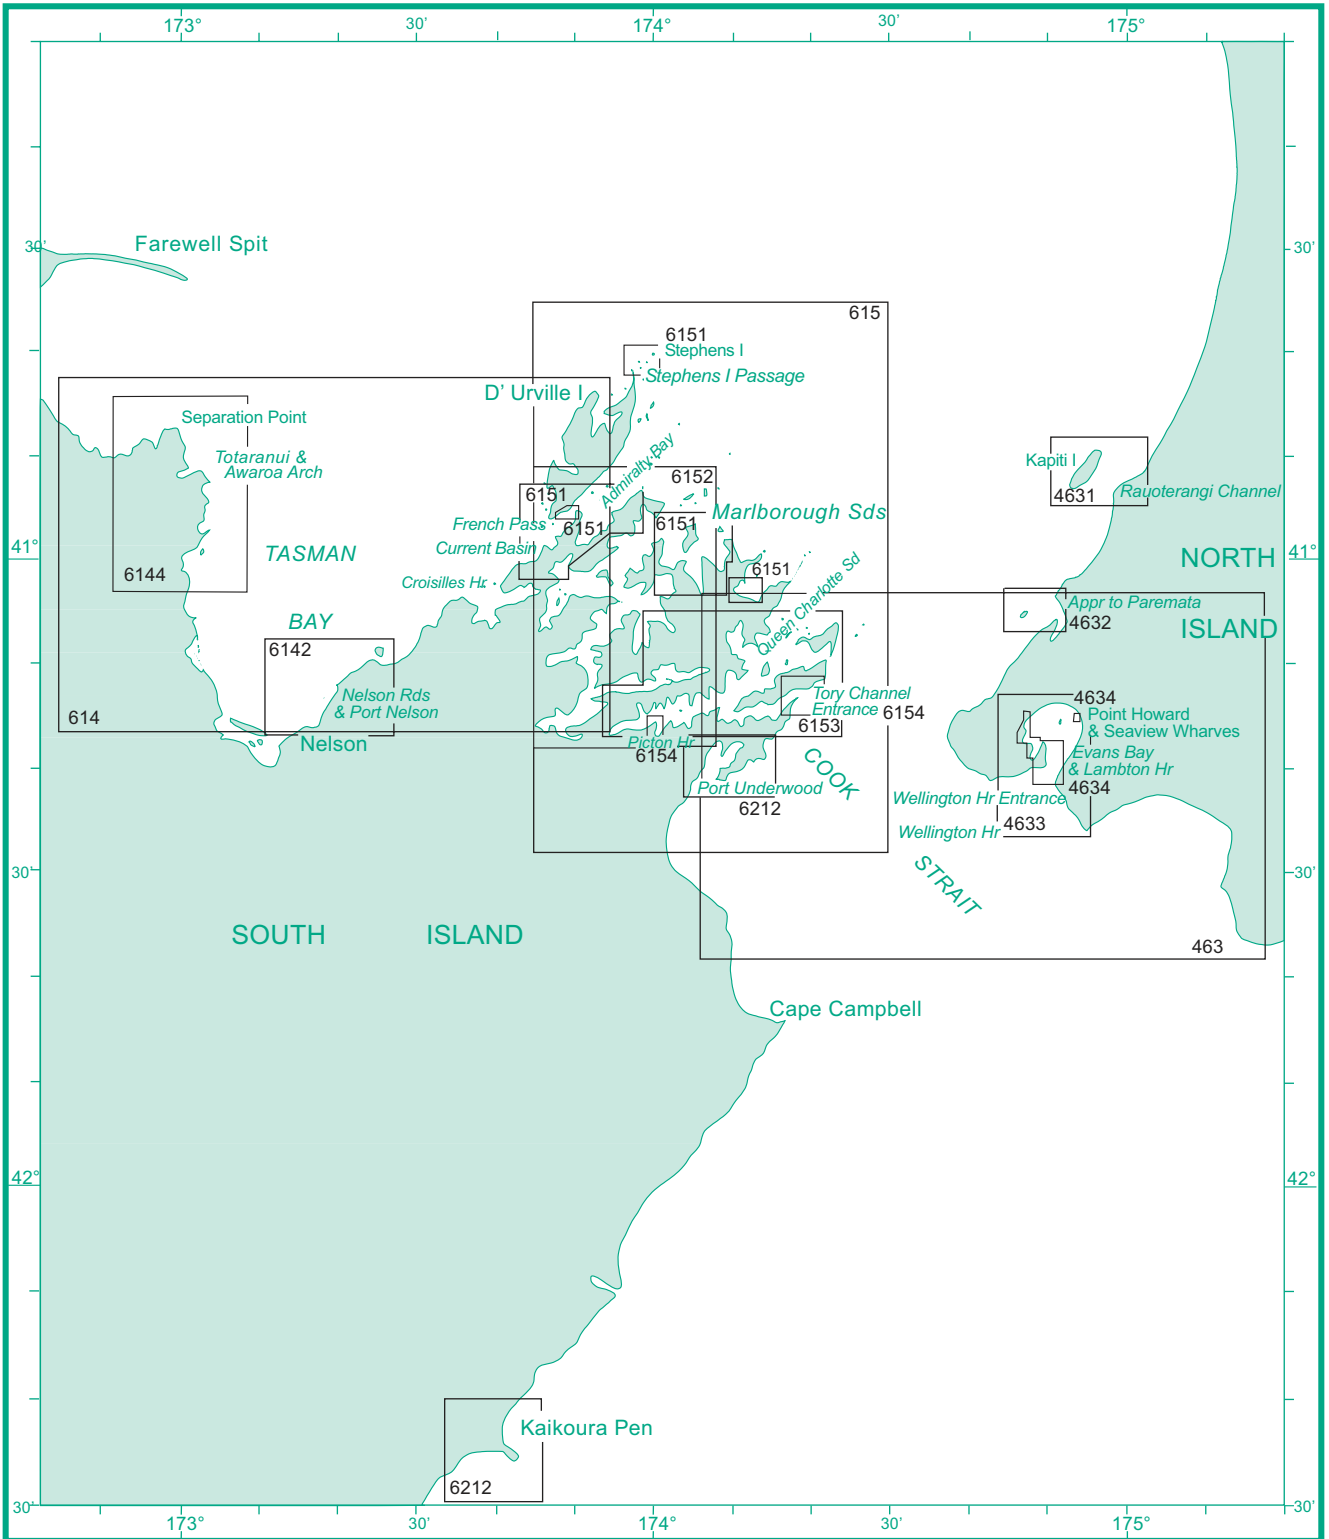 173°
30'
174°
30'
175°
30'
Farewell Spit
30'
615
6151
Stephens I
Stephens I Passage
D' Urville I
Separation Point
Totaranui &
Awaroa Arch
Admiralty Bay
6152
6151
French Pass
6151
6151
Marlborough Sds
Kapiti I
4631
Rauoterangi Channel
Current Basin
41°
TASMAN
NORTH
41°
6144
Croisilles Hr
6151
Queen Charlotte Sd
Appr to Paremata
4632
ISLAND
BAY
6142
Nelson Rds
& Port Nelson
614
Nelson
Tory Channel
Entrance
6154
6153
Picton Hr
6154
4634
Point Howard
& Seaview Wharves
Evans Bay
& Lambton Hr
4634
Port Underwood
6212
COOK
Wellington Hr Entrance
4633
Wellington Hr
30'
30'
STRAIT
SOUTH ISLAND
463
Cape Campbell
42°
42°
Kaikoura Pen
6212
30'
30'
173°
30'
174°
30'
175°